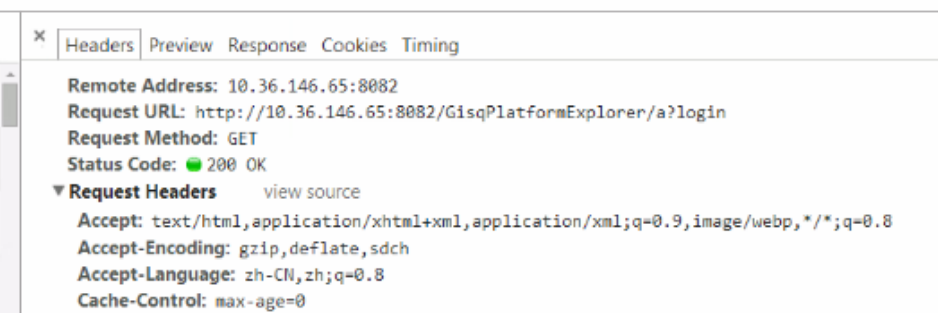 × Headers Preview Response Cookies Timing
Remote Address: 10.36.146.65:8082
Request URL: http://10.36.146.65:8082/GisqPlatformExplorer/a?login
Request Method: GET
Status Code: 200 OK
▼ Request Headers view source
Accept: text/html,application/xhtml+xml,application/xml;q=0.9,image/webp,*/*;q=0.8
Accept-Encoding: gzip,deflate,sdch
Accept-Language: zh-CN,zh;q=0.8
Cache-Control: max-age=0